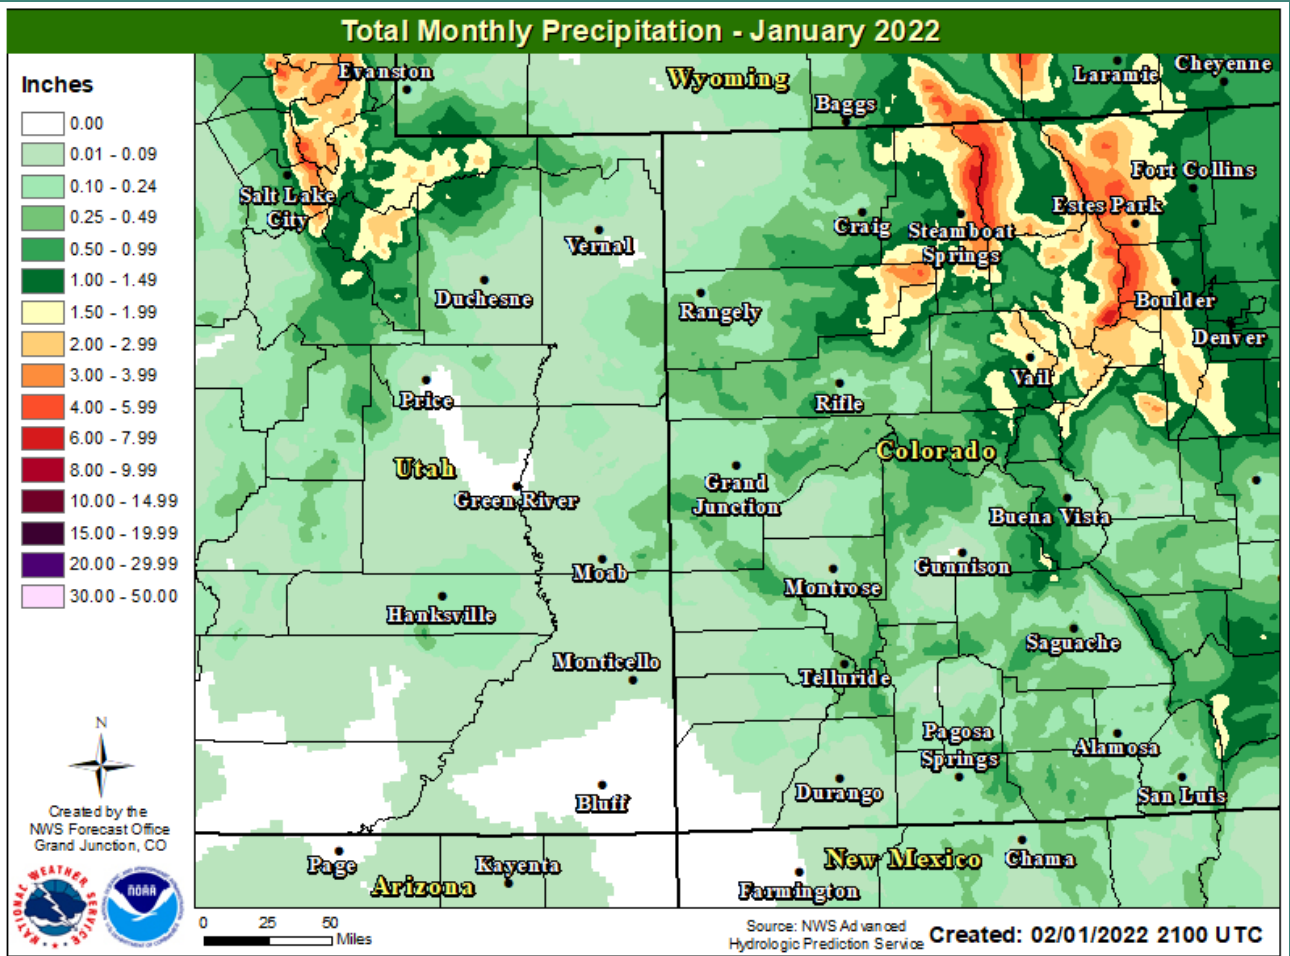 Total Monthly Precipitation - January 2022
Inches
0.00
0.01 - 0.09
0.10 - 0.24
0.25 - 0.49
0.50 - 0.99
1.00 - 1.49
1.50 - 1.99
2.00 - 2.99
3.00 - 3.99
4.00 - 5.99
6.00 - 7.99
8.00 - 9.99
10.00 - 14.99
15.00 - 19.99
20.00 - 29.99
30.00 - 50.00
Evanston
Wyoming
Laramie
Cheyenne
Baggs
Salt Lake
City
Fort Collins
Estes Park
Craig
Steamboat
Springs
Vernal
Duchesne
Rangely
Boulder
Denver
Vail
Price
Rifle
Utah
Colorado
Grand
Junction
Green River
Buena Vista
Moab
Montrose
Gunnison
Hanksville
Saguache
Monticello
Telluride
Pagosa
Springs
Alamosa
Durango
San Luis
Bluff
Page
Kayenta
Arizona
New Mexico
Chama
Farmington
N
Created by the
NWS Forecast Office
Grand Junction, CO
NATIONAL WEATHER SERVICE
NOAA
0 25 50
Miles
Source: NWS Advanced
Hydrologic Prediction Service
Created: 02/01/2022 2100 UTC